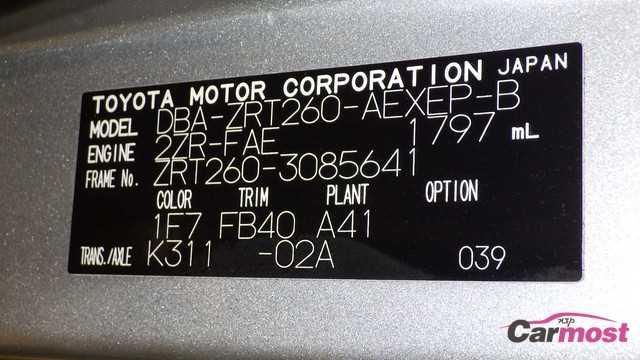 TOYOTA MOTOR CORPORATION JAPAN
MODEL DBA-ZRT260-AEXEP-B
ENGINE 2ZR-FAE 1797 mL
FRAME No. ZRT260-3085641
COLOR TRIM PLANT OPTION
1F7 FB40 A41
TRANS./AXLE K311 -02A 039
Carmost